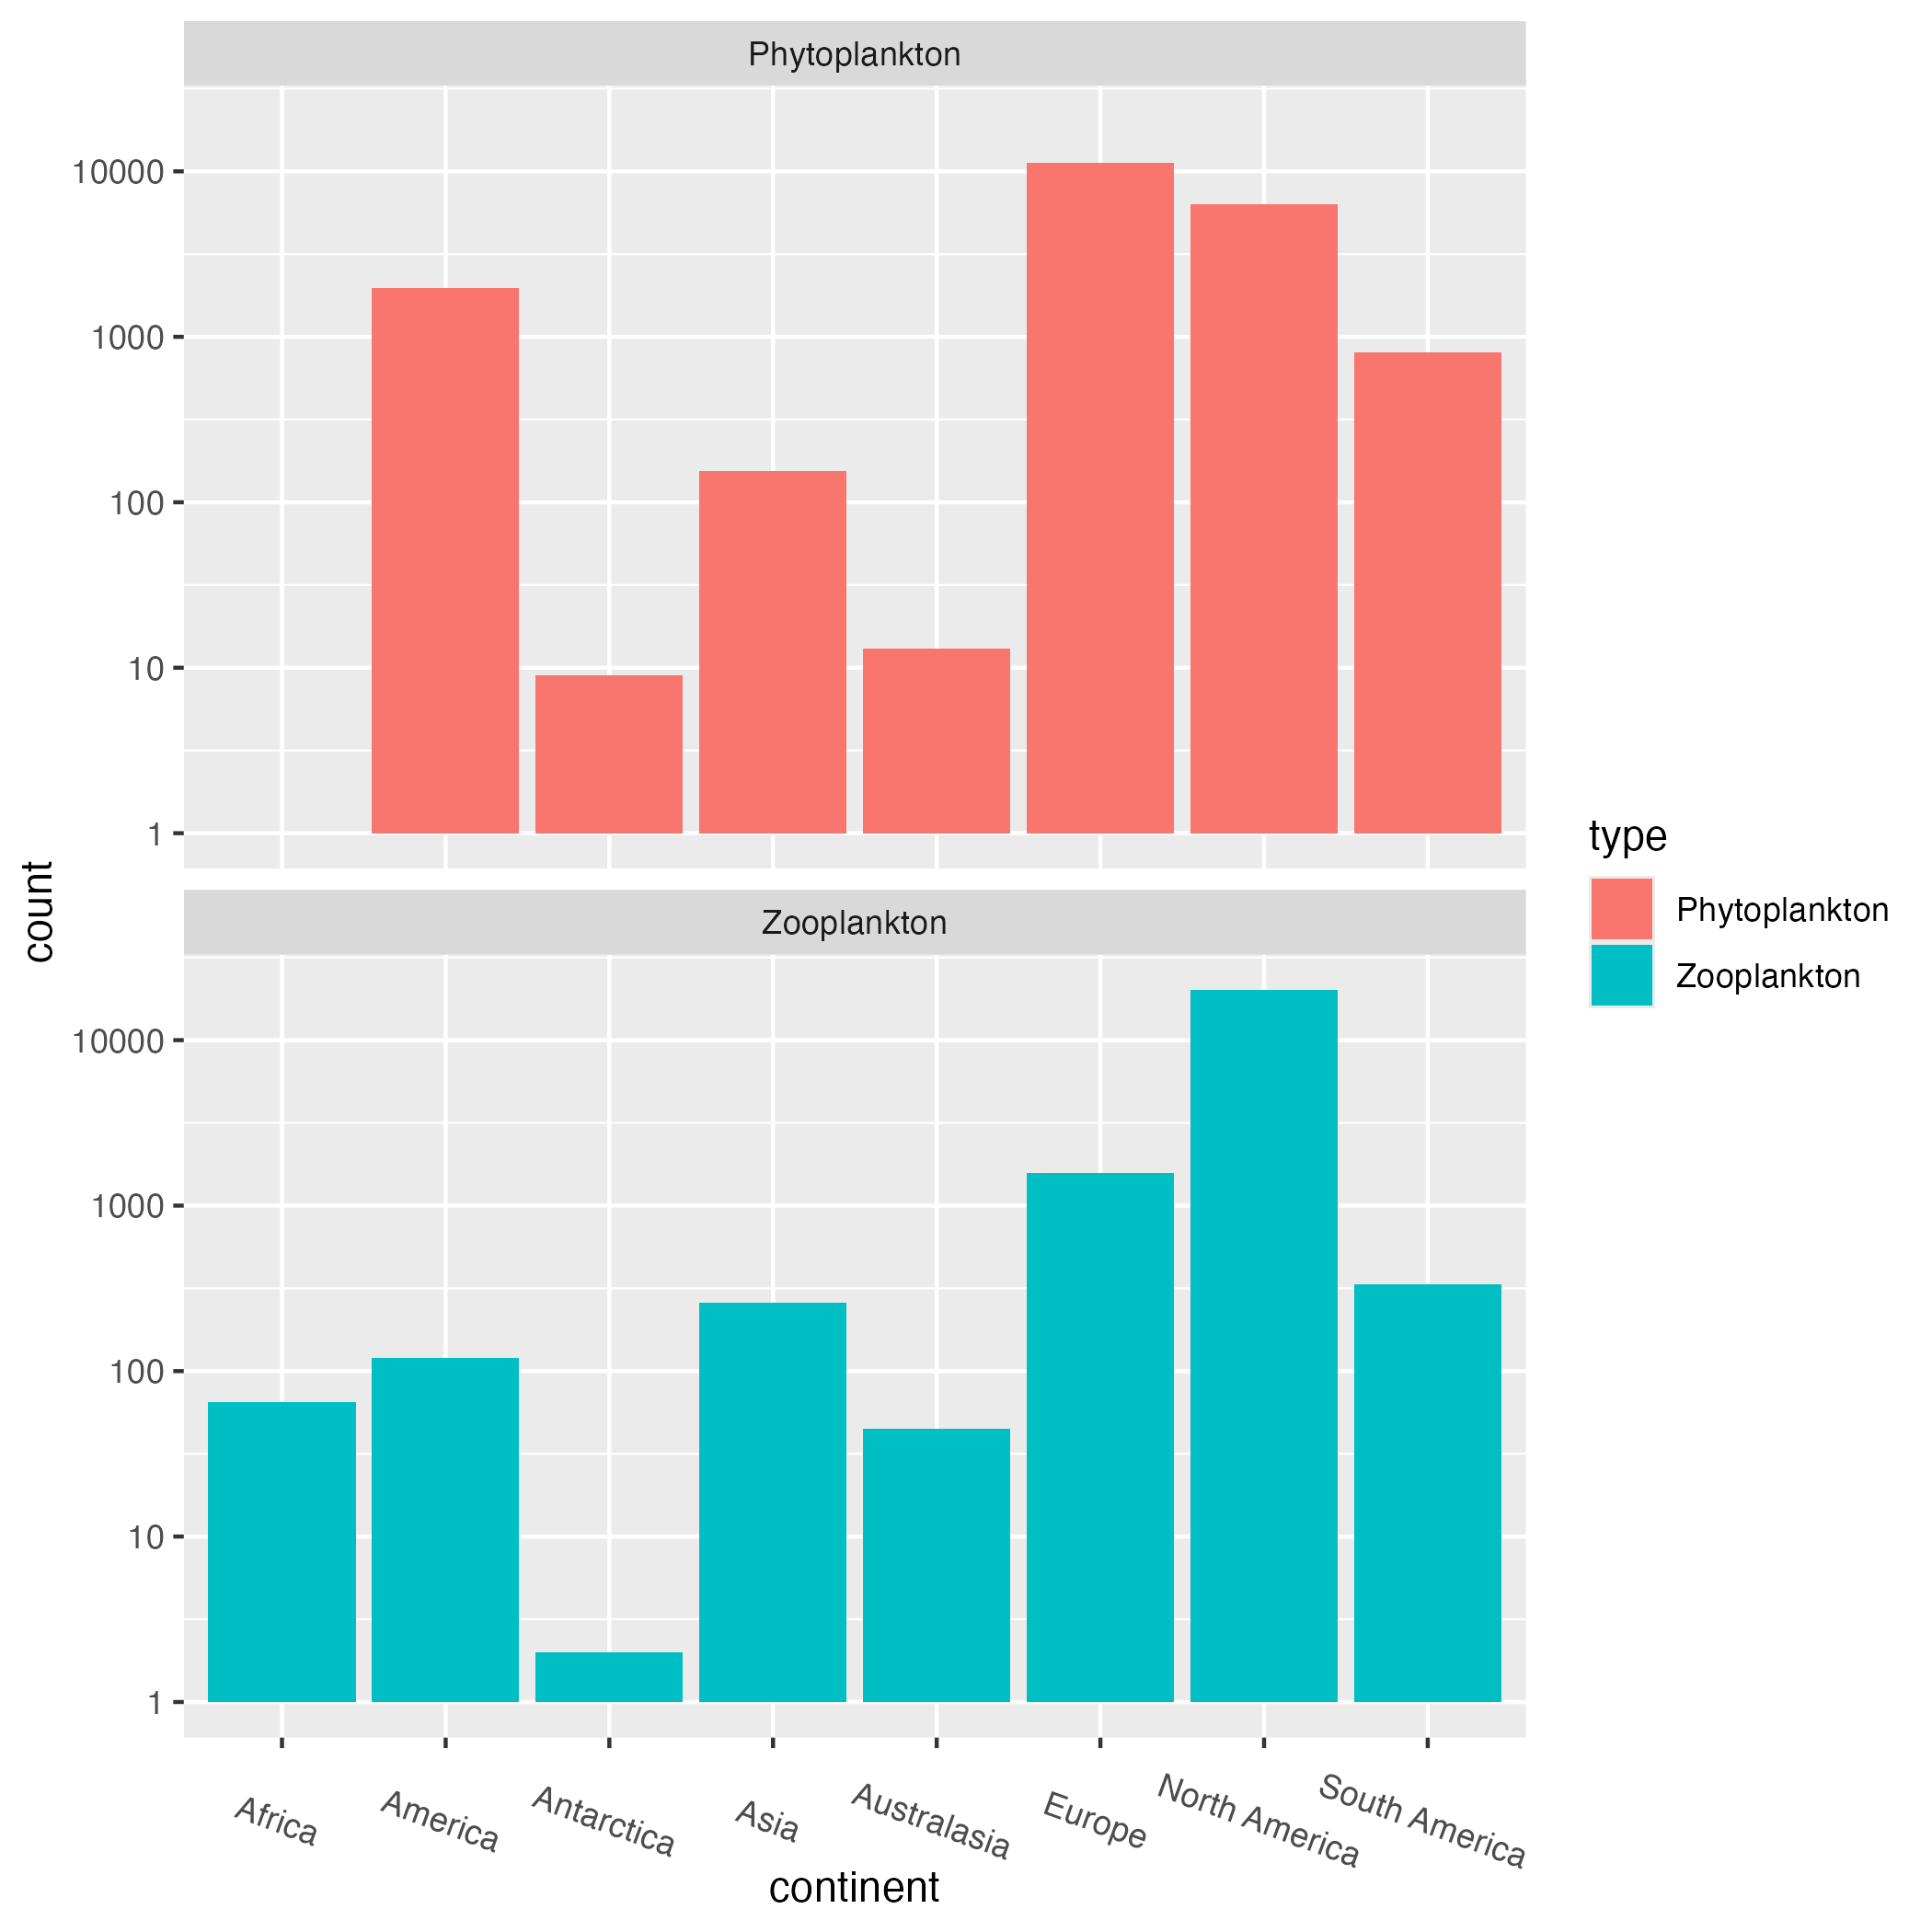 Phytoplankton
10000
1000
100
10
1
count
Zooplankton
10000
1000
100
10
1
Africa
America
Antarctica
Asia
Australasia
Europe
North America
South America
continent
type
Phytoplankton
Zooplankton